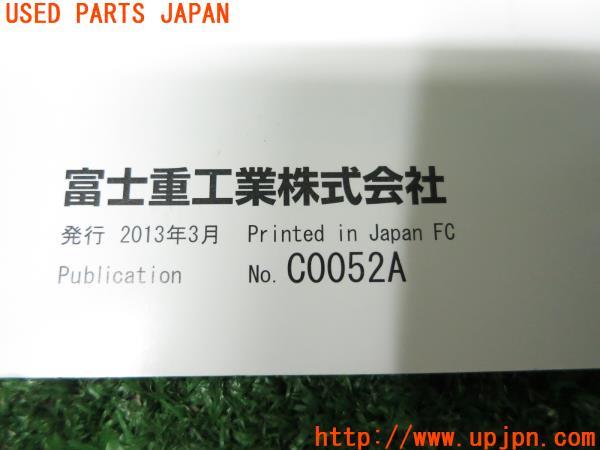 USED PARTS JAPAN
富士重工業株式会社
発行 2013年3月 Printed in Japan FC
Publication No. C0052A
http://www.upjpn.com